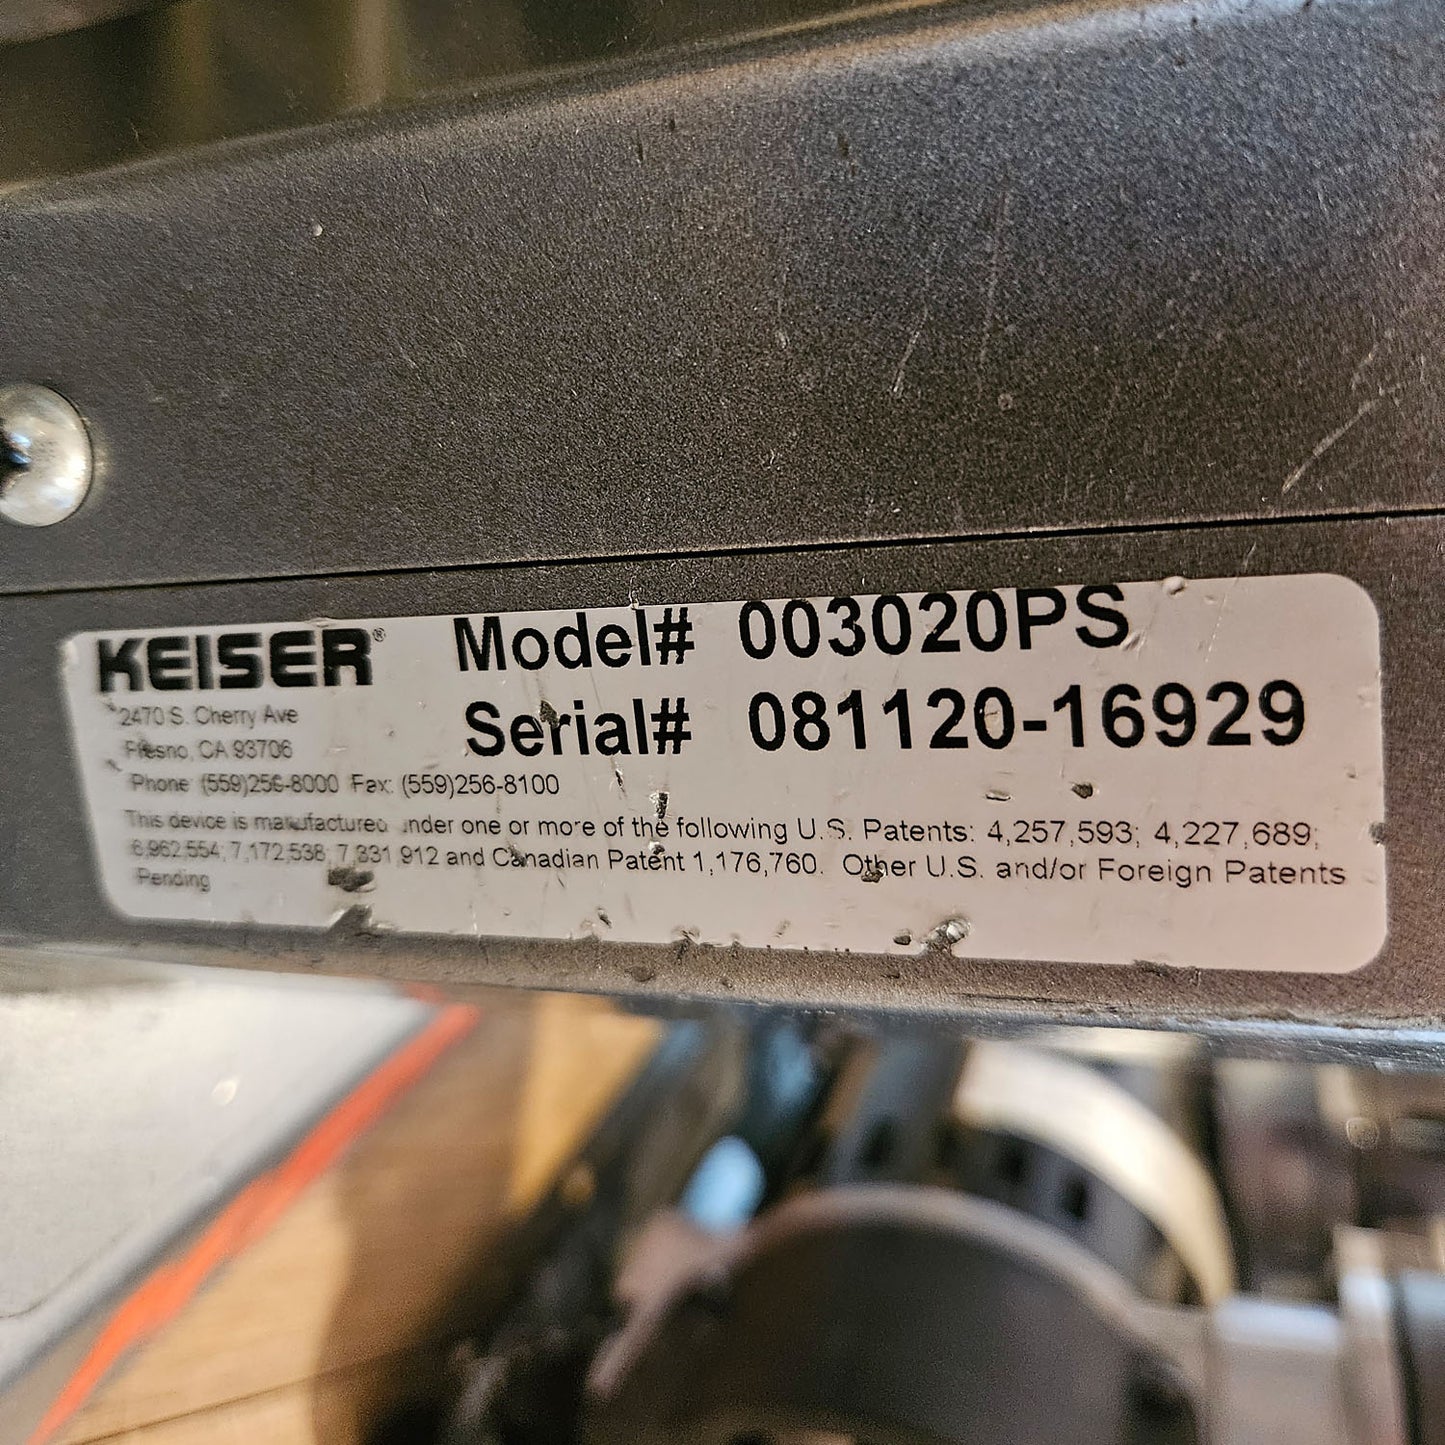 KEISER®
Model# 003020PS
Serial# 081120-16929
2470 S. Cherry Ave
Fresno, CA 93706
Phone (559)256-8000 Fax: (559)256-8100
This device is manufactured under one or more of the following U.S. Patents: 4,257,593; 4,227,689;
6,962,554; 7,172,538; 7,331,912 and Canadian Patent 1,176,760. Other U.S. and/or Foreign Patents
Pending